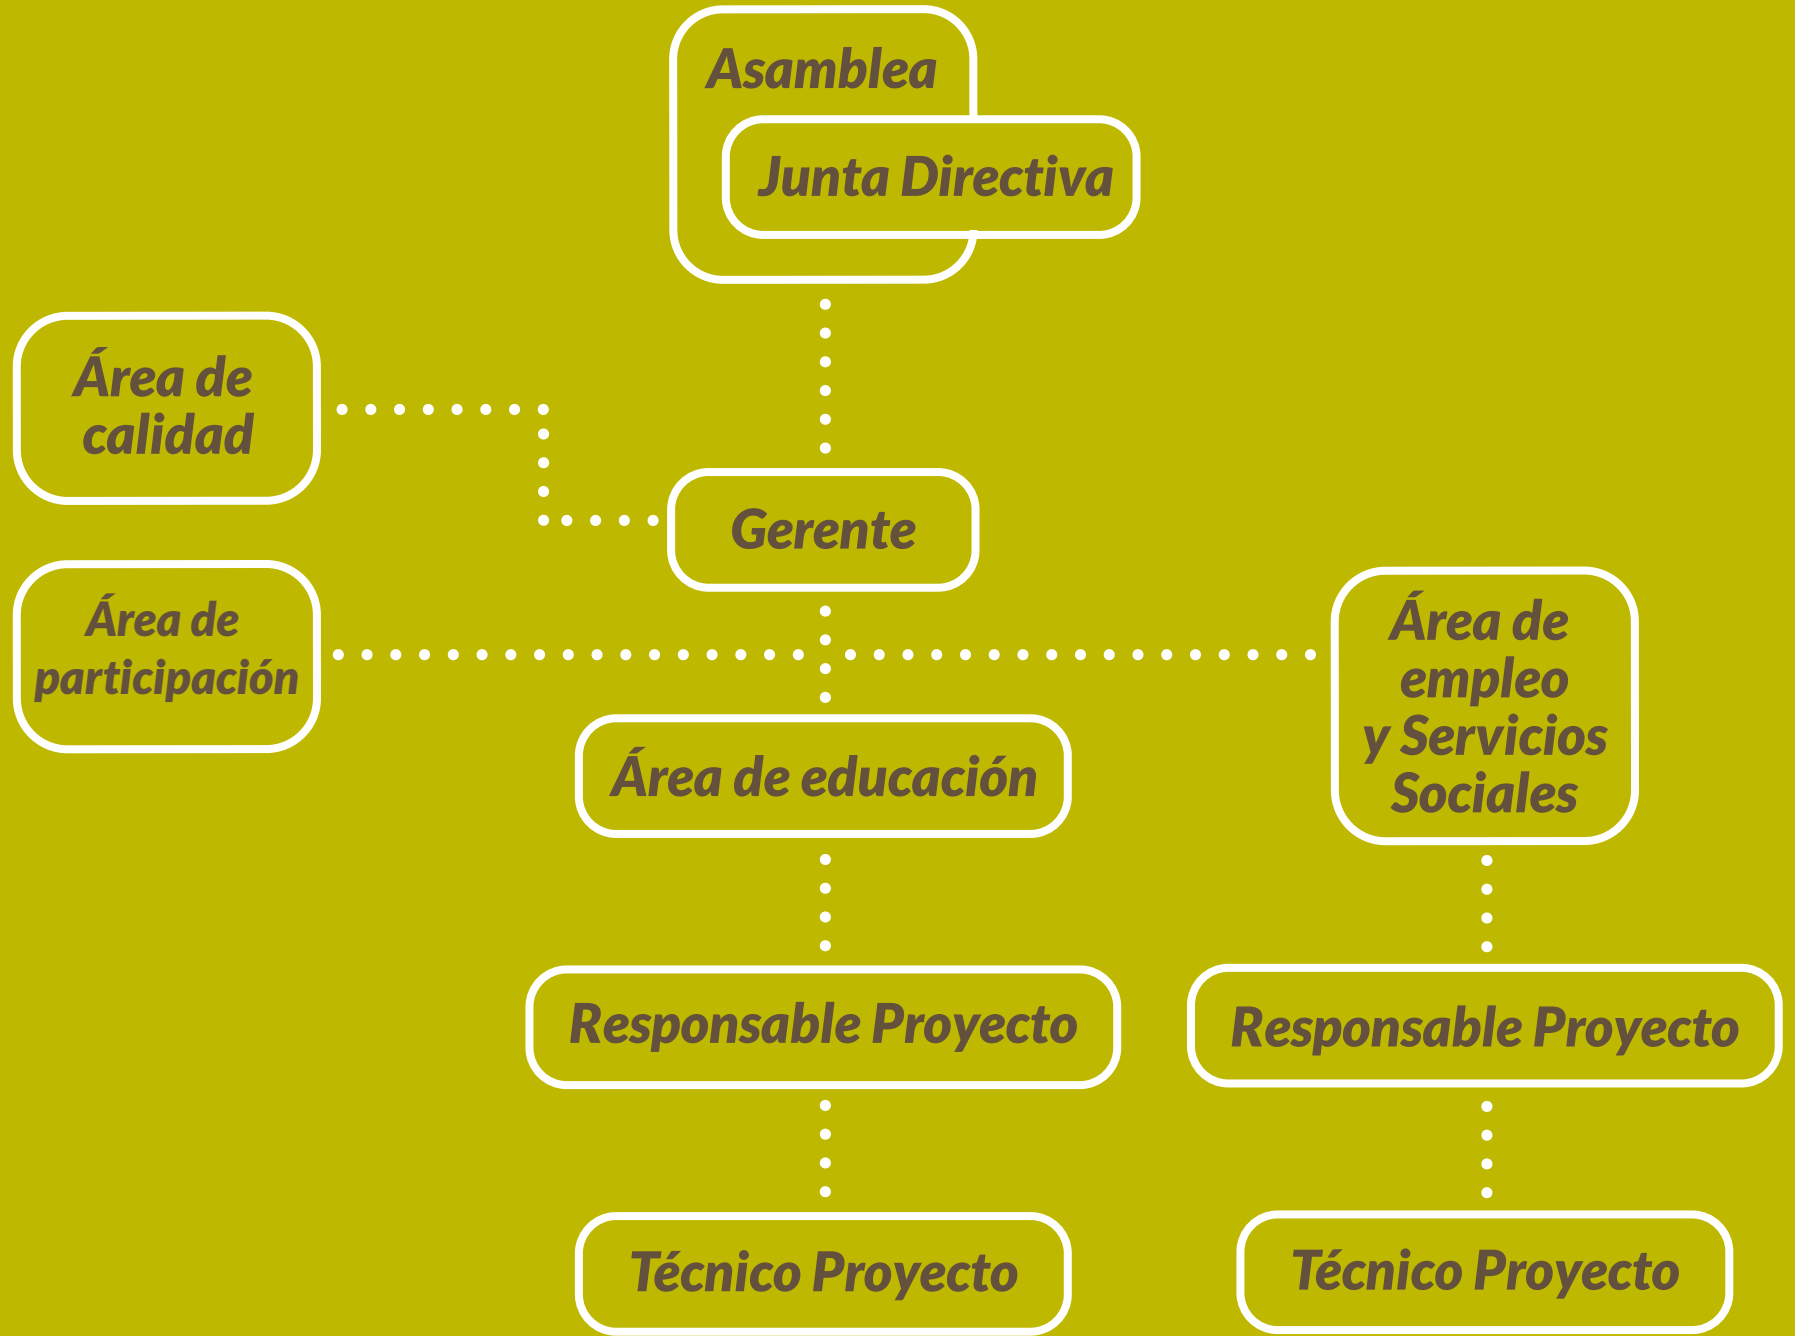 Asamblea
Junta Directiva
Área de
calidad
Gerente
Área de
participación
Área de
empleo
y Servicios
Sociales
Área de educación
Responsable Proyecto
Responsable Proyecto
Técnico Proyecto
Técnico Proyecto